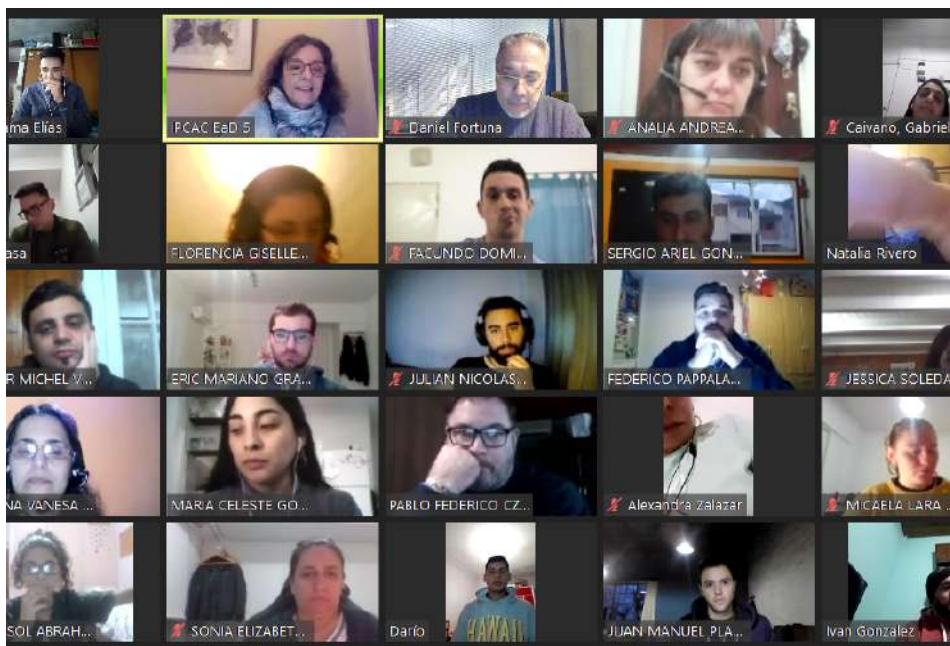 ma Elías
IPCAC EaD 5
Daniel Fortuna
ANALIA ANDREA...
Caivano, Gabriel
asa
FLORENCIA GISELLE...
FACUNDO DOMI...
SERGIO ARIEL GON...
Natalia Rivero
R MICHEL V...
ERIC MARIANO GRA...
JULIAN NICOLAS...
FEDERICO PAPPALA...
JESSICA SOLEDA
NA VANESA ...
MARIA CELESTE GO...
PABLO FEDERICO CZ...
Alexandra Zalazar
MICAELA LARA ...
SOL ABRAH...
SONIA ELIZABET...
Darío
HAWAII
JUAN MANUEL PLA...
Ivan Gonzalez